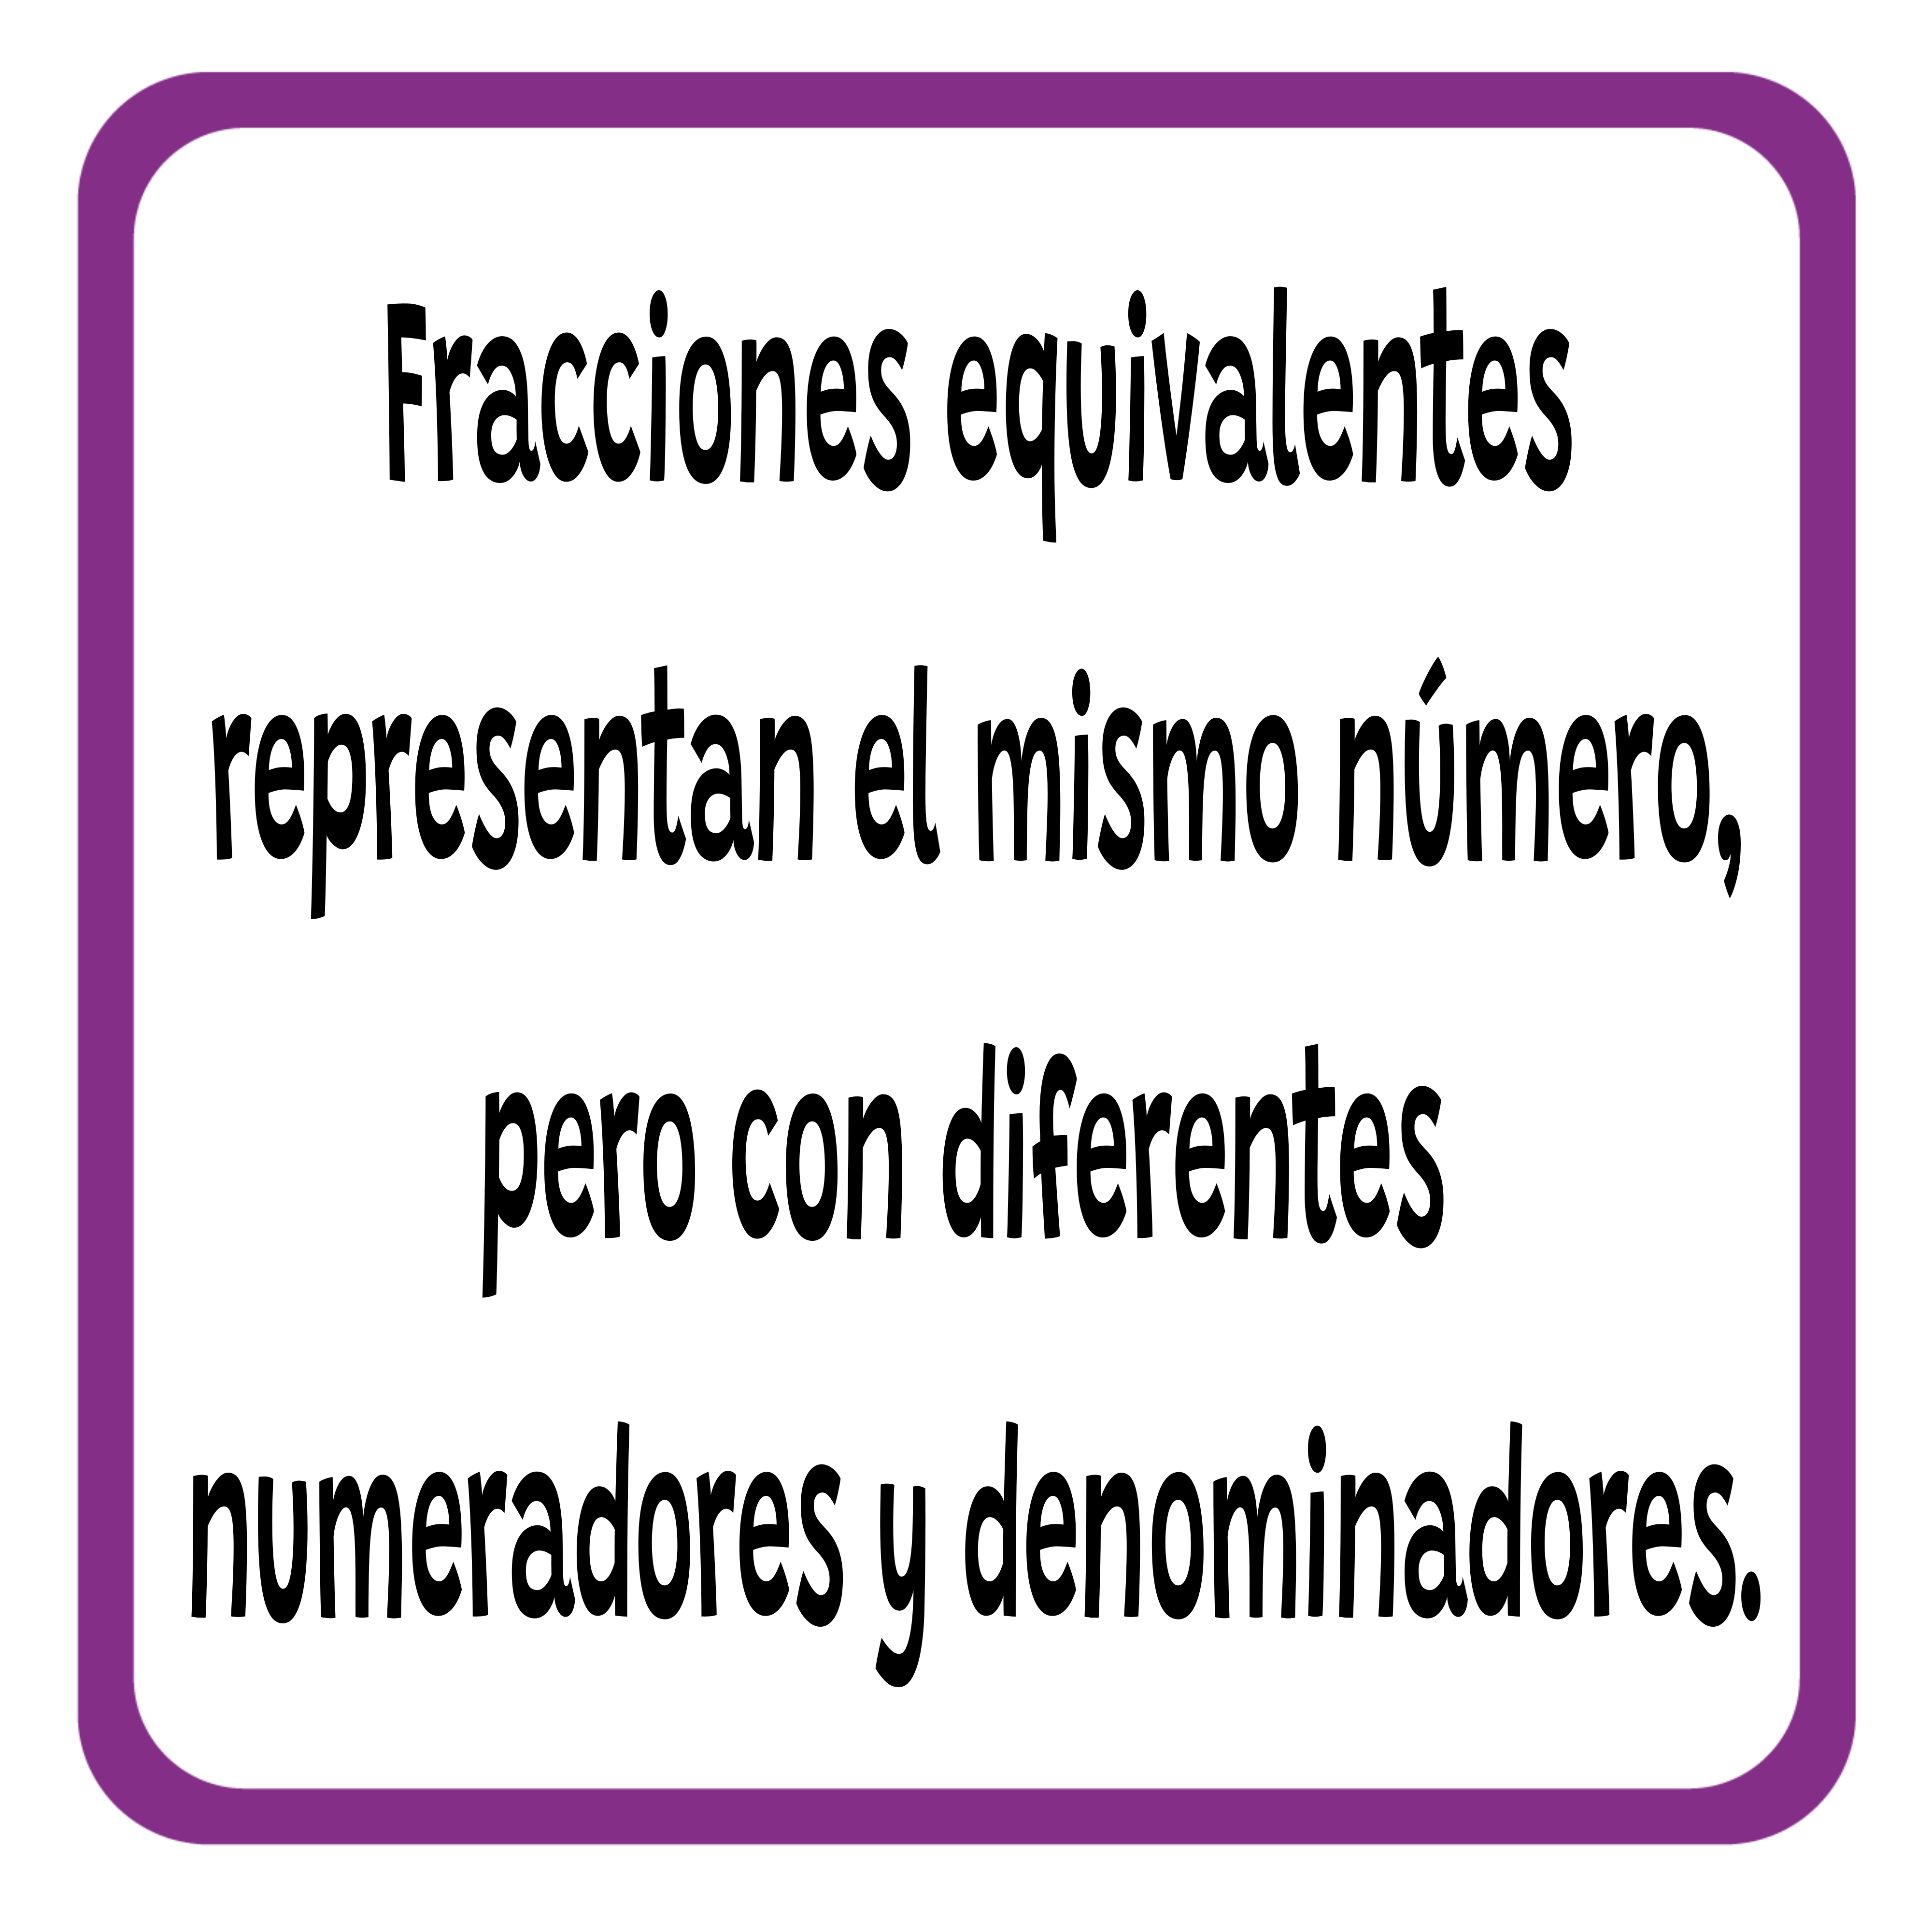 Fracciones equivalentes
representan el mismo número,
pero con diferentes
numeradores y denominadores.